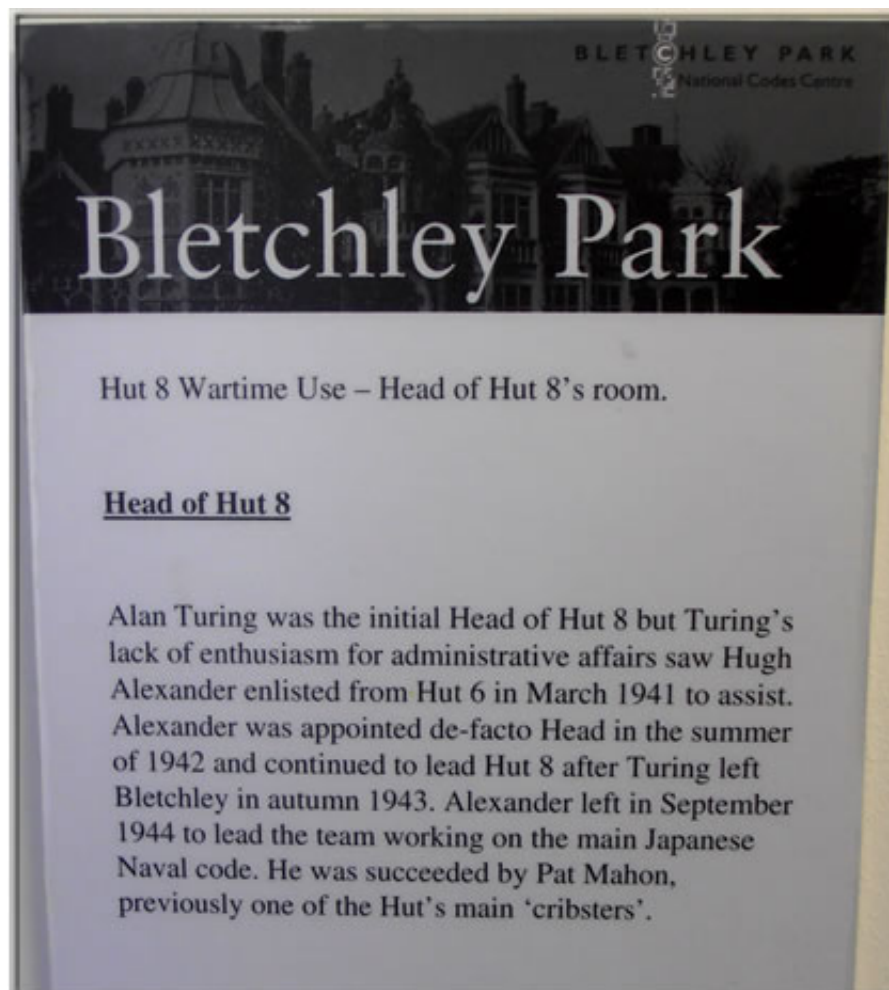 BLETCHLEY PARK
National Codes Centre
Bletchley Park
Hut 8 Wartime Use – Head of Hut 8’s room.
Head of Hut 8
Alan Turing was the initial Head of Hut 8 but Turing’s
lack of enthusiasm for administrative affairs saw Hugh
Alexander enlisted from Hut 6 in March 1941 to assist.
Alexander was appointed de-facto Head in the summer
of 1942 and continued to lead Hut 8 after Turing left
Bletchley in autumn 1943. Alexander left in September
1944 to lead the team working on the main Japanese
Naval code. He was succeeded by Pat Mahon,
previously one of the Hut’s main ‘cribsters’.